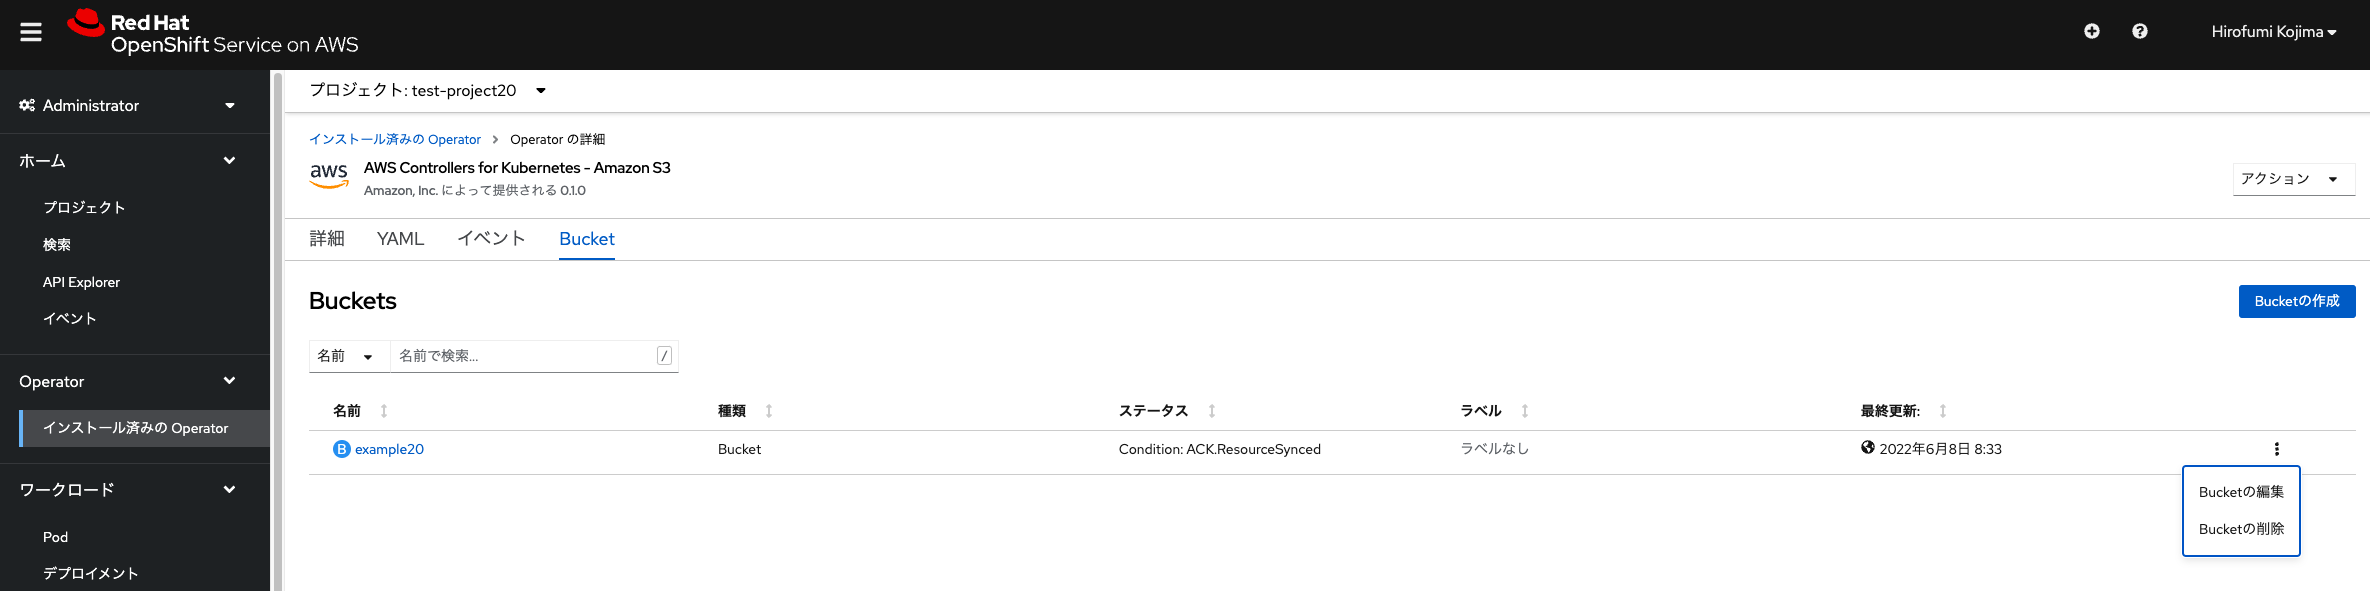 Red Hat
OpenShift Service on AWS
Hirofumi Kojima
Administrator
ホーム
プロジェクト
検索
API Explorer
イベント
Operator
インストール済みの Operator
ワークロード
Pod
デプロイメント
プロジェクト: test-project20
インストール済みの Operator > Operator の詳細
aws
AWS Controllers for Kubernetes - Amazon S3
Amazon, Inc. によって提供される 0.1.0
アクション
詳細 YAML イベント Bucket
Buckets
Bucketの作成
名前 名前で検索... /
名前 種類 ステータス ラベル 最終更新:
B example20 Bucket Condition: ACK.ResourceSynced ラベルなし 2022年6月8日 8:33
Bucketの編集
Bucketの削除